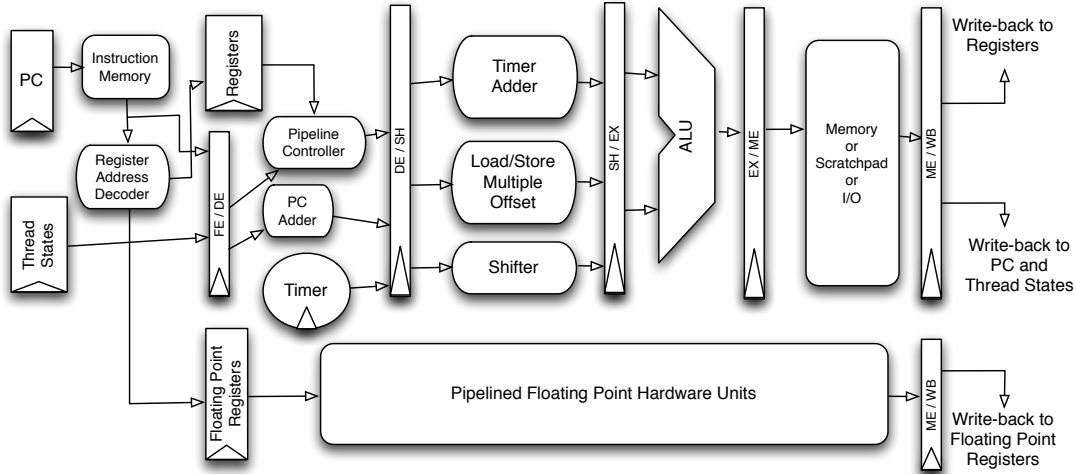 PC
Instruction
Memory
Registers
Register
Address
Decoder
Pipeline
Controller
Thread
States
FE / DE
PC
Adder
Timer
DE / SH
Timer
Adder
Load/Store
Multiple
Offset
Shifter
SH / EX
ALU
EX / ME
Memory
or
Scratchpad
or
I/O
ME / WB
Write-back to
Registers
Write-back to
PC and
Thread States
Floating Point
Registers
Pipelined Floating Point Hardware Units
ME / WB
Write-back to
Floating Point
Registers